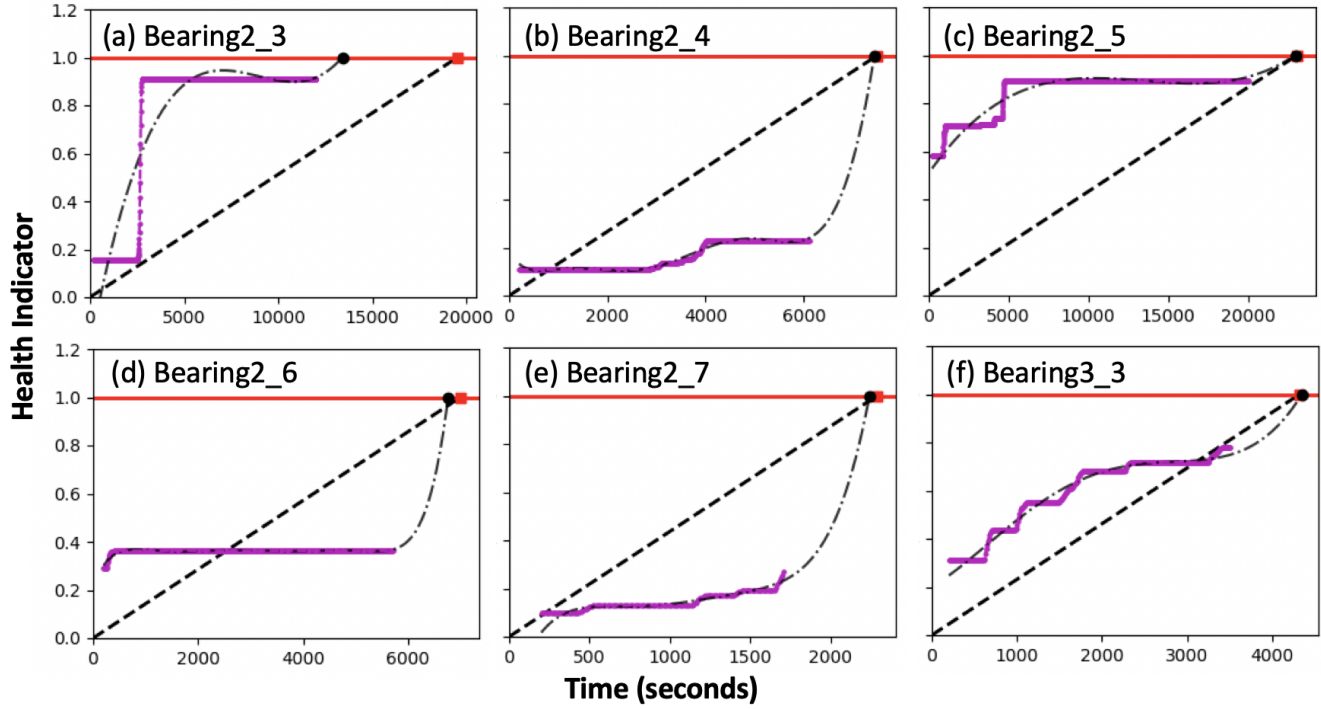 (a) Bearing2_3
1.2
1.0
0.8
0.6
0.4
0.2
0.0
0 5000 10000 15000 20000
(b) Bearing2_4
0 2000 4000 6000
(c) Bearing2_5
0 5000 10000 15000 20000
Health Indicator
(d) Bearing2_6
1.2
1.0
0.8
0.6
0.4
0.2
0.0
0 2000 4000 6000
(e) Bearing2_7
0 500 1000 1500 2000
(f) Bearing3_3
0 1000 2000 3000 4000
Time (seconds)